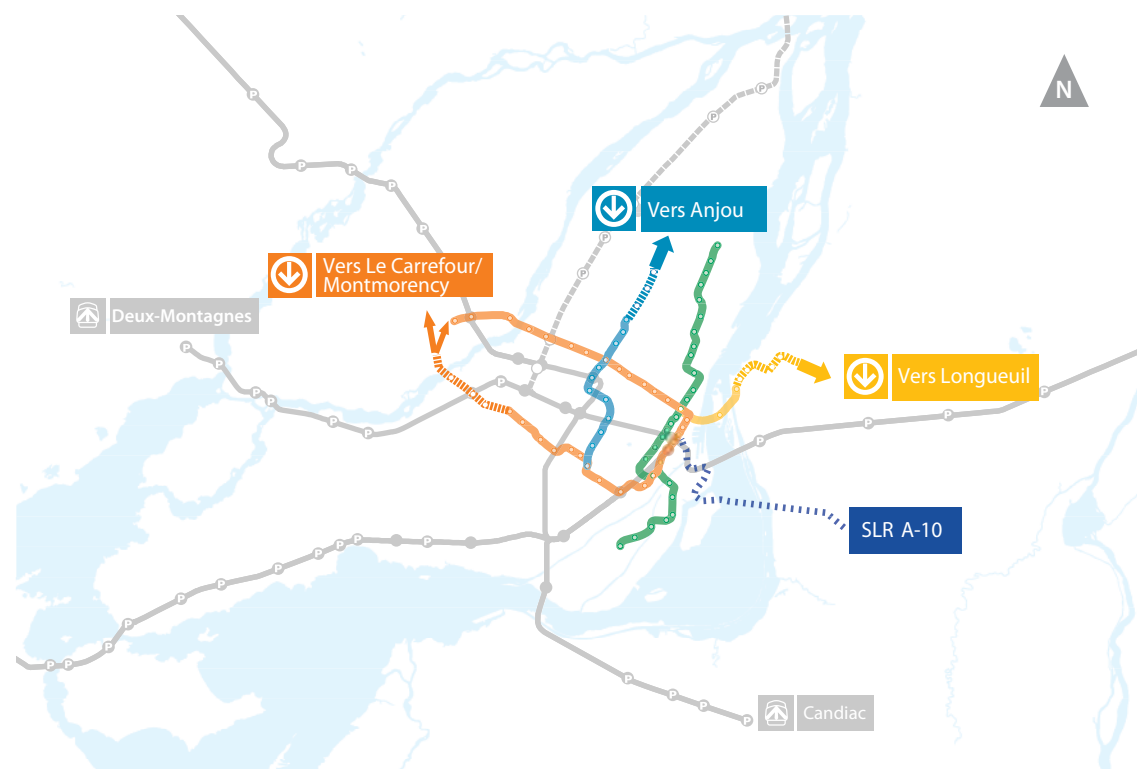 N
Vers Anjou
Vers Le Carrefour/
Montmorency
Deux-Montagnes
Vers Longueuil
SLR A-10
Candiac